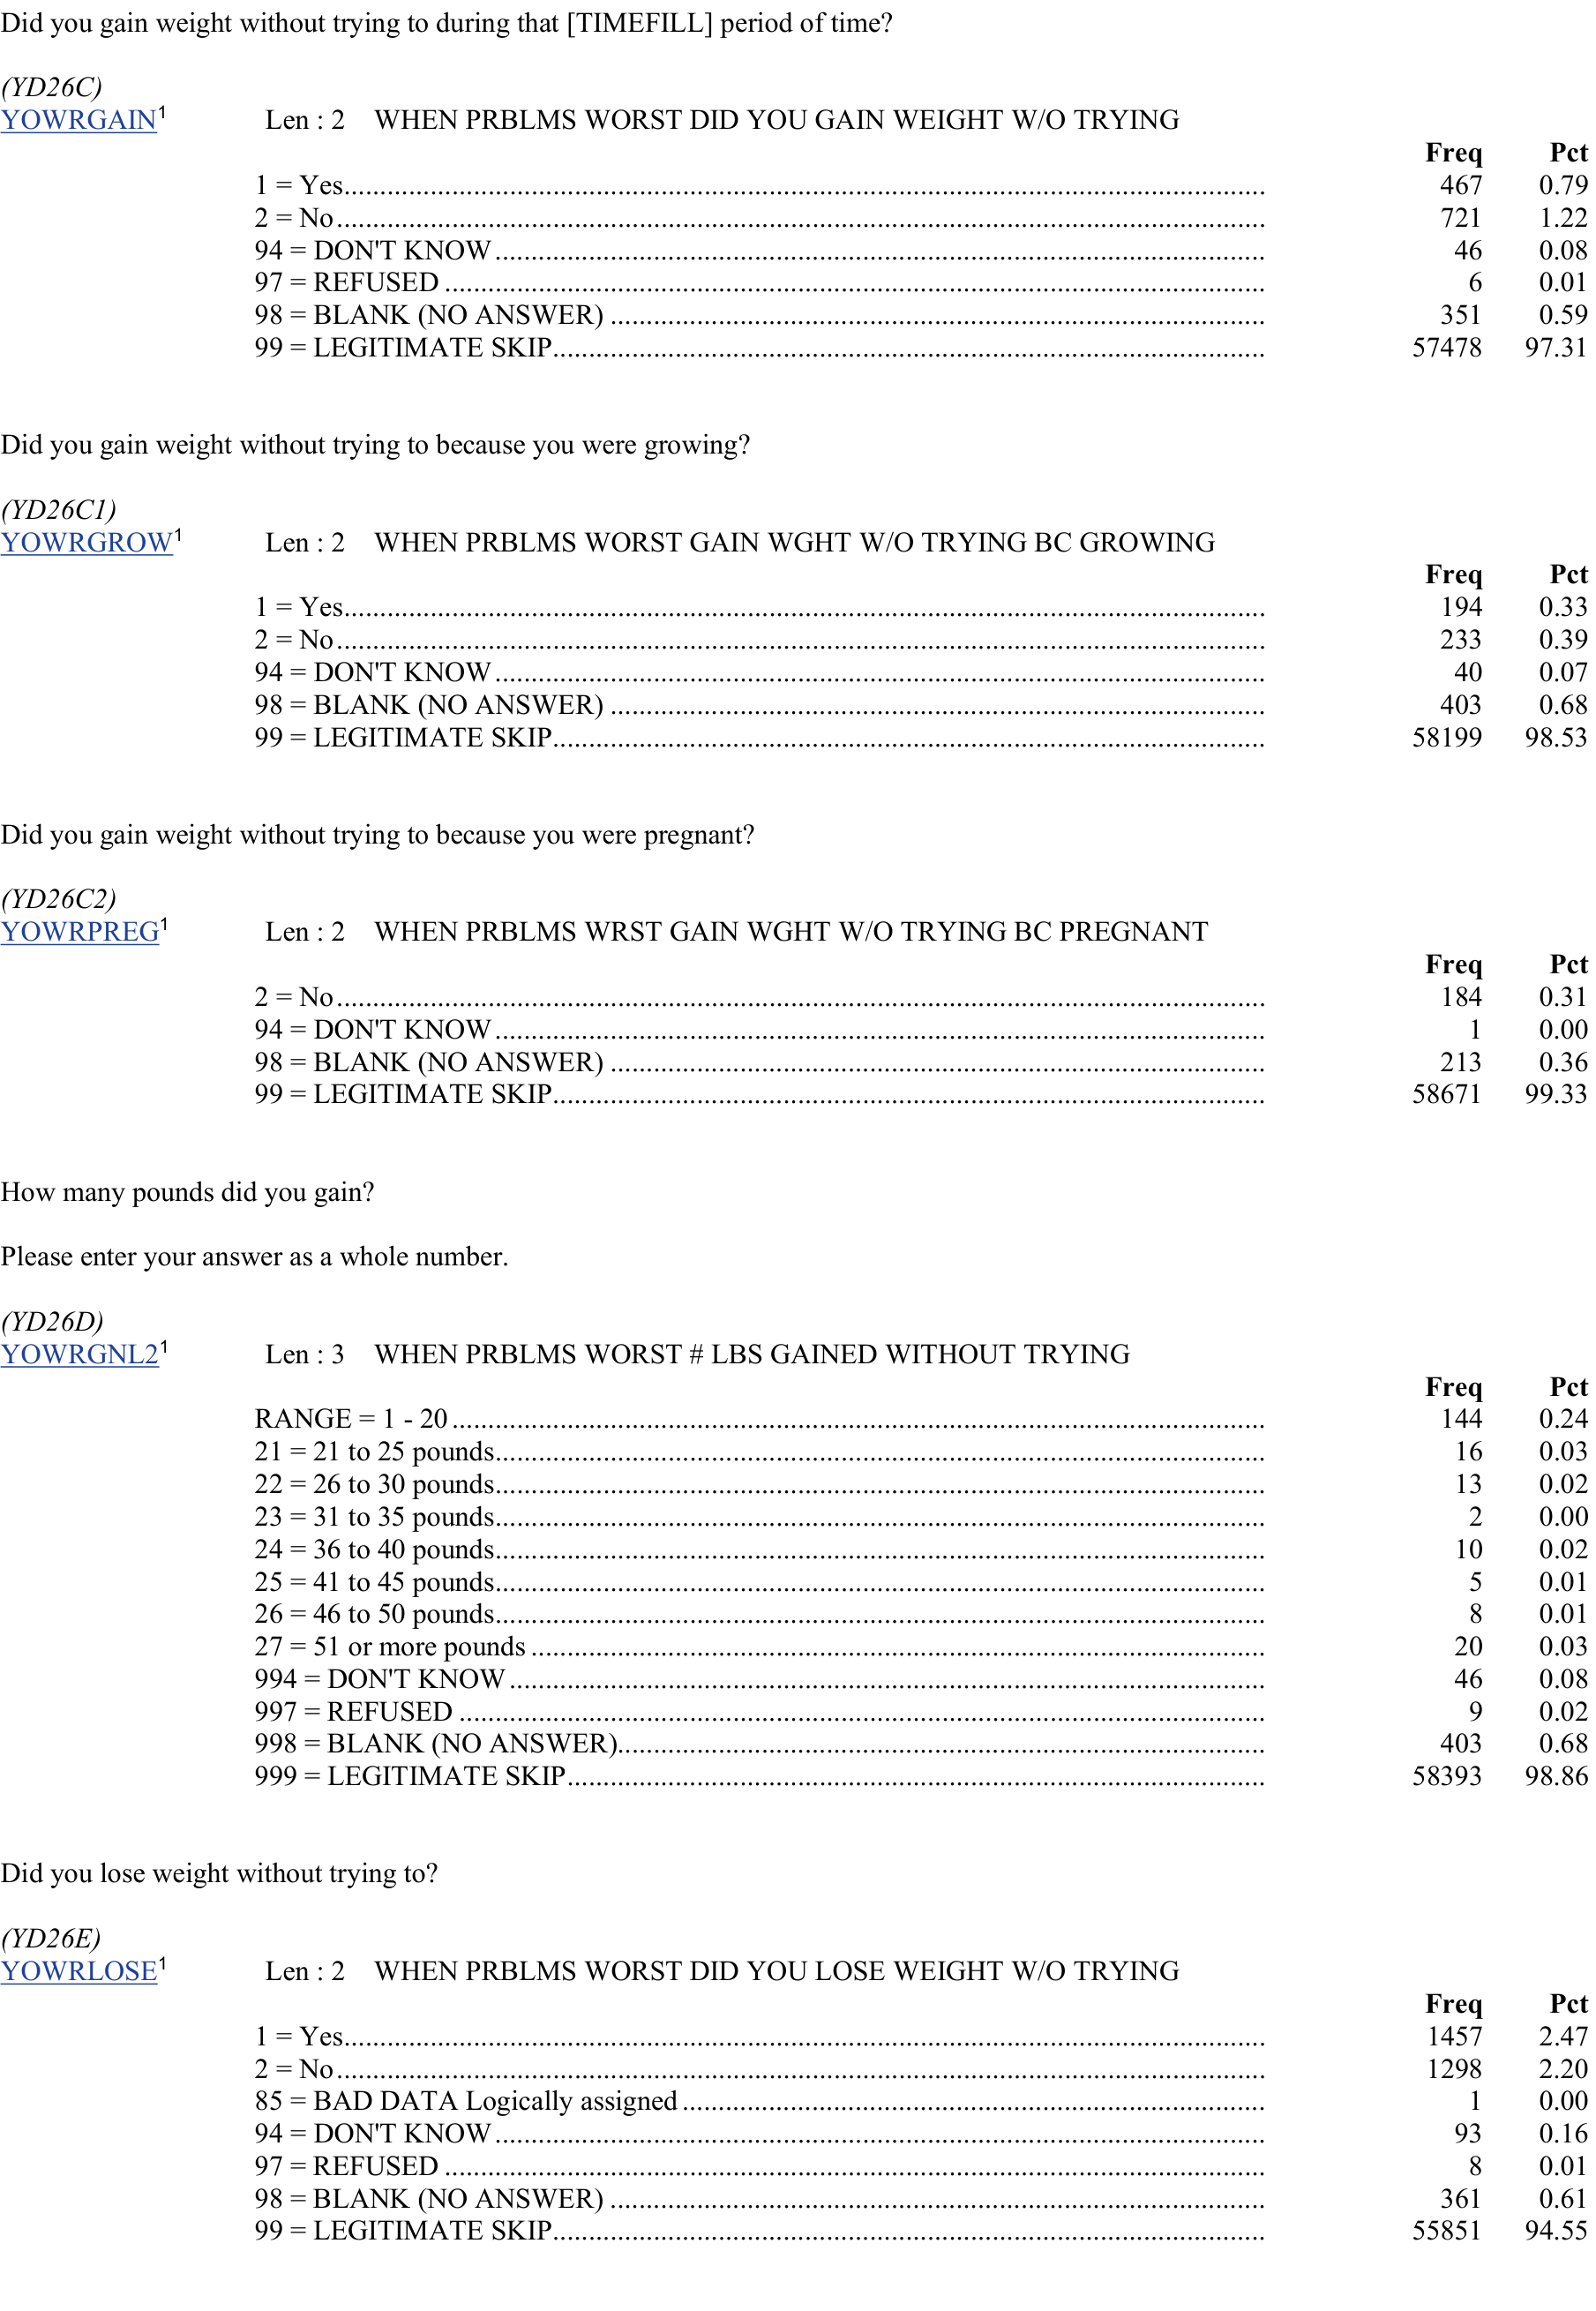 Did you gain weight without trying to during that [TIMEFILL] period of time?
(YD26C)
YOWRGAIN1 Len : 2 WHEN PRBLMS WORST DID YOU GAIN WEIGHT W/O TRYING
Freq Pct
1 = Yes 467 0.79
2 = No 721 1.22
94 = DON'T KNOW 46 0.08
97 = REFUSED 6 0.01
98 = BLANK (NO ANSWER) 351 0.59
99 = LEGITIMATE SKIP 57478 97.31
Did you gain weight without trying to because you were growing?
(YD26C1)
YOWRGROW1 Len : 2 WHEN PRBLMS WORST GAIN WGHT W/O TRYING BC GROWING
Freq Pct
1 = Yes 194 0.33
2 = No 233 0.39
94 = DON'T KNOW 40 0.07
98 = BLANK (NO ANSWER) 403 0.68
99 = LEGITIMATE SKIP 58199 98.53
Did you gain weight without trying to because you were pregnant?
(YD26C2)
YOWRPREG1 Len : 2 WHEN PRBLMS WRST GAIN WGHT W/O TRYING BC PREGNANT
Freq Pct
2 = No 184 0.31
94 = DON'T KNOW 1 0.00
98 = BLANK (NO ANSWER) 213 0.36
99 = LEGITIMATE SKIP 58671 99.33
How many pounds did you gain?
Please enter your answer as a whole number.
(YD26D)
YOWRGNL21 Len : 3 WHEN PRBLMS WORST # LBS GAINED WITHOUT TRYING
Freq Pct
RANGE = 1 - 20 144 0.24
21 = 21 to 25 pounds 16 0.03
22 = 26 to 30 pounds 13 0.02
23 = 31 to 35 pounds 2 0.00
24 = 36 to 40 pounds 10 0.02
25 = 41 to 45 pounds 5 0.01
26 = 46 to 50 pounds 8 0.01
27 = 51 or more pounds 20 0.03
994 = DON'T KNOW 46 0.08
997 = REFUSED 9 0.02
998 = BLANK (NO ANSWER) 403 0.68
999 = LEGITIMATE SKIP 58393 98.86
Did you lose weight without trying to?
(YD26E)
YOWRLOSE1 Len : 2 WHEN PRBLMS WORST DID YOU LOSE WEIGHT W/O TRYING
Freq Pct
1 = Yes 1457 2.47
2 = No 1298 2.20
85 = BAD DATA Logically assigned 1 0.00
94 = DON'T KNOW 93 0.16
97 = REFUSED 8 0.01
98 = BLANK (NO ANSWER) 361 0.61
99 = LEGITIMATE SKIP 55851 94.55